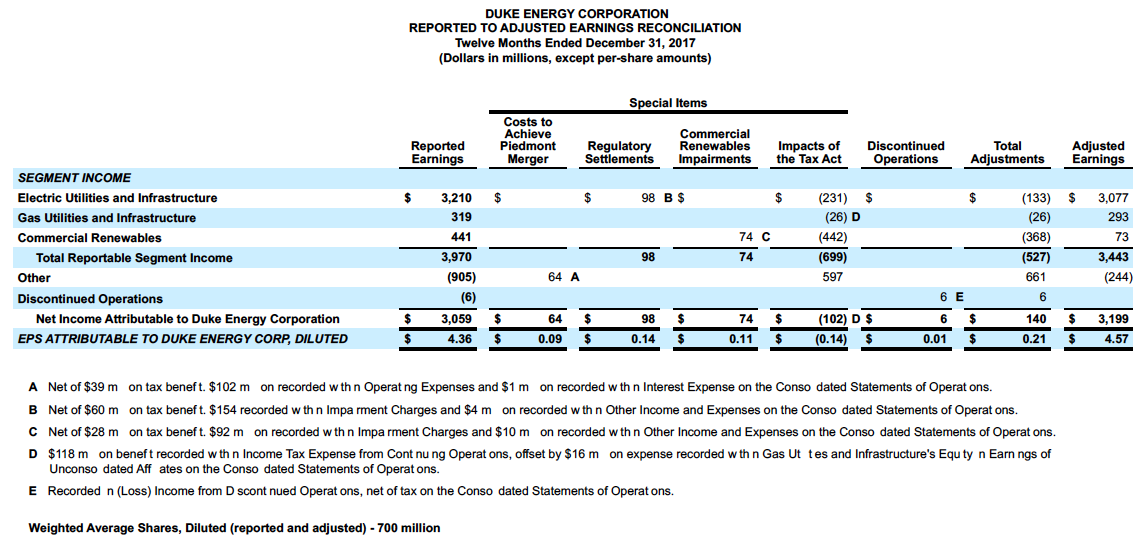 DUKE ENERGY CORPORATION
REPORTED TO ADJUSTED EARNINGS RECONCILIATION
Twelve Months Ended December 31, 2017
(Dollars in millions, except per-share amounts)
Special Items
Reported Earnings Costs to Achieve Piedmont Merger Regulatory Settlements Commercial Renewables Impairments Impacts of the Tax Act Discontinued Operations Total Adjustments Adjusted Earnings
SEGMENT INCOME
Electric Utilities and Infrastructure $ 3,210 $ $ 98 B $ $ (231) $ $ (133) $ 3,077
Gas Utilities and Infrastructure 319 (26) D (26) 293
Commercial Renewables 441 74 C (442) (368) 73
Total Reportable Segment Income 3,970 98 74 (699) (527) 3,443
Other (905) 64 A 597 661 (244)
Discontinued Operations (6) 6 E 6
Net Income Attributable to Duke Energy Corporation $ 3,059 $ 64 $ 98 $ 74 $ (102) D $ 6 $ 140 $ 3,199
EPS ATTRIBUTABLE TO DUKE ENERGY CORP, DILUTED $ 4.36 $ 0.09 $ 0.14 $ 0.11 $ (0.14) $ 0.01 $ 0.21 $ 4.57
A Net of $39 m on tax benef t. $102 m on recorded w th n Operat ng Expenses and $1 m on recorded w th n Interest Expense on the Conso dated Statements of Operat ons.
B Net of $60 m on tax benef t. $154 recorded w th n Impa rment Charges and $4 m on recorded w th n Other Income and Expenses on the Conso dated Statements of Operat ons.
C Net of $28 m on tax benef t. $92 m on recorded w th n Impa rment Charges and $10 m on recorded w th n Other Income and Expenses on the Conso dated Statements of Operat ons.
D $118 m on benef t recorded w th n Income Tax Expense from Cont nu ng Operat ons, offset by $16 m on expense recorded w th n Gas Ut t es and Infrastructure's Equ ty n Earn ngs of
Unconso dated Aff ates on the Conso dated Statements of Operat ons.
E Recorded n (Loss) Income from D scont nued Operat ons, net of tax on the Conso dated Statements of Operat ons.
Weighted Average Shares, Diluted (reported and adjusted) - 700 million